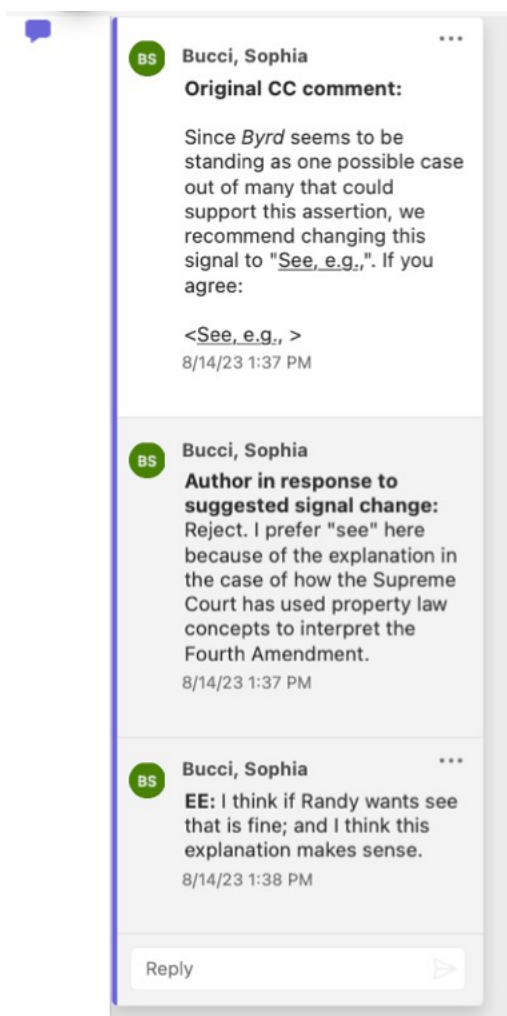 BS
Bucci, Sophia
Original CC comment:
Since Byrd seems to be
standing as one possible case
out of many that could
support this assertion, we
recommend changing this
signal to "See, e.g.,". If you
agree:
<See, e.g., >
8/14/23 1:37 PM
BS
Bucci, Sophia
Author in response to
suggested signal change:
Reject. I prefer "see" here
because of the explanation in
the case of how the Supreme
Court has used property law
concepts to interpret the
Fourth Amendment.
8/14/23 1:37 PM
BS
Bucci, Sophia
EE: I think if Randy wants see
that is fine; and I think this
explanation makes sense.
8/14/23 1:38 PM
Reply